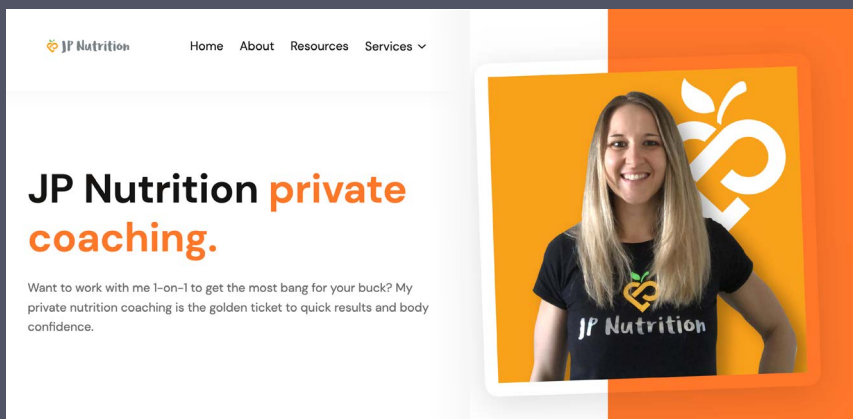 JP Nutrition
Home About Resources Services
JP Nutrition private
coaching.
Want to work with me 1-on-1 to get the most bang for your buck? My
private nutrition coaching is the golden ticket to quick results and body
confidence.
JP Nutrition